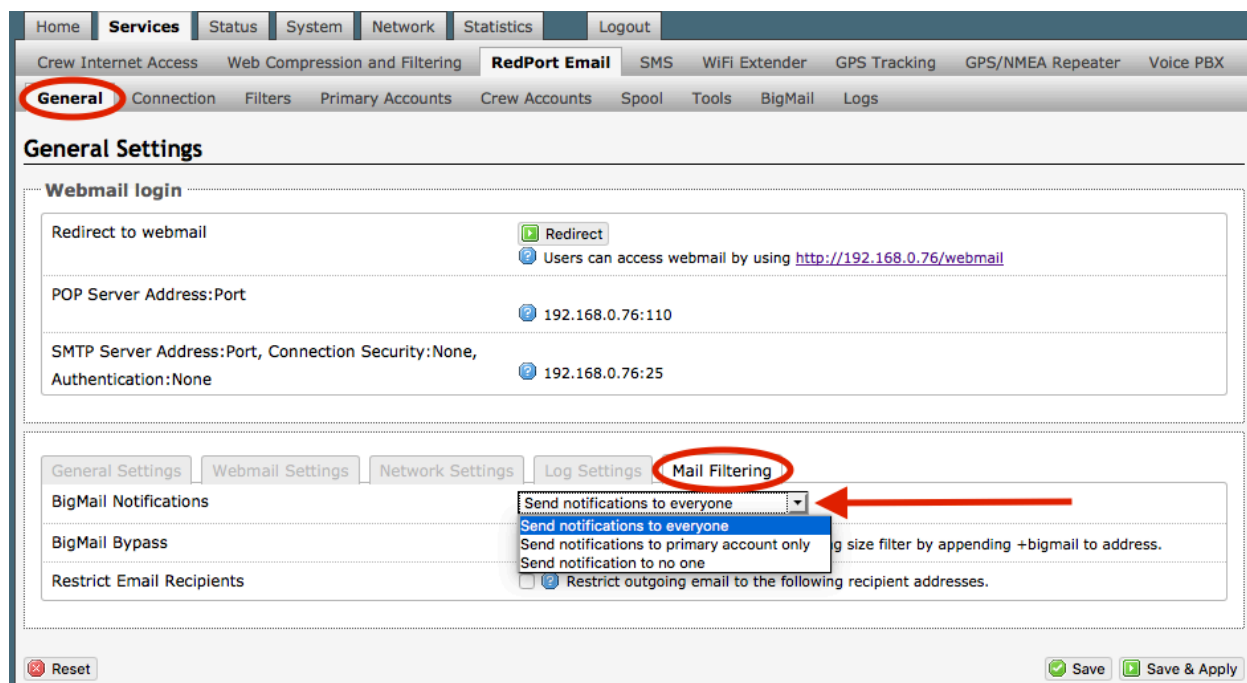 Home Services Status System Network Statistics Logout
Crew Internet Access Web Compression and Filtering RedPort Email SMS WiFi Extender GPS Tracking GPS/NMEA Repeater Voice PBX
General Connection Filters Primary Accounts Crew Accounts Spool Tools BigMail Logs
General Settings
Webmail login
Redirect to webmail Redirect
Users can access webmail by using http://192.168.0.76/webmail
POP Server Address:Port
192.168.0.76:110
SMTP Server Address:Port, Connection Security:None,
Authentication:None
192.168.0.76:25
General Settings Webmail Settings Network Settings Log Settings Mail Filtering
BigMail Notifications Send notifications to everyone
Send notifications to everyone
BigMail Bypass Send notifications to primary account only size filter by appending +bigmail to address.
Send notification to no one
Restrict Email Recipients Restrict outgoing email to the following recipient addresses.
Reset Save Save & Apply